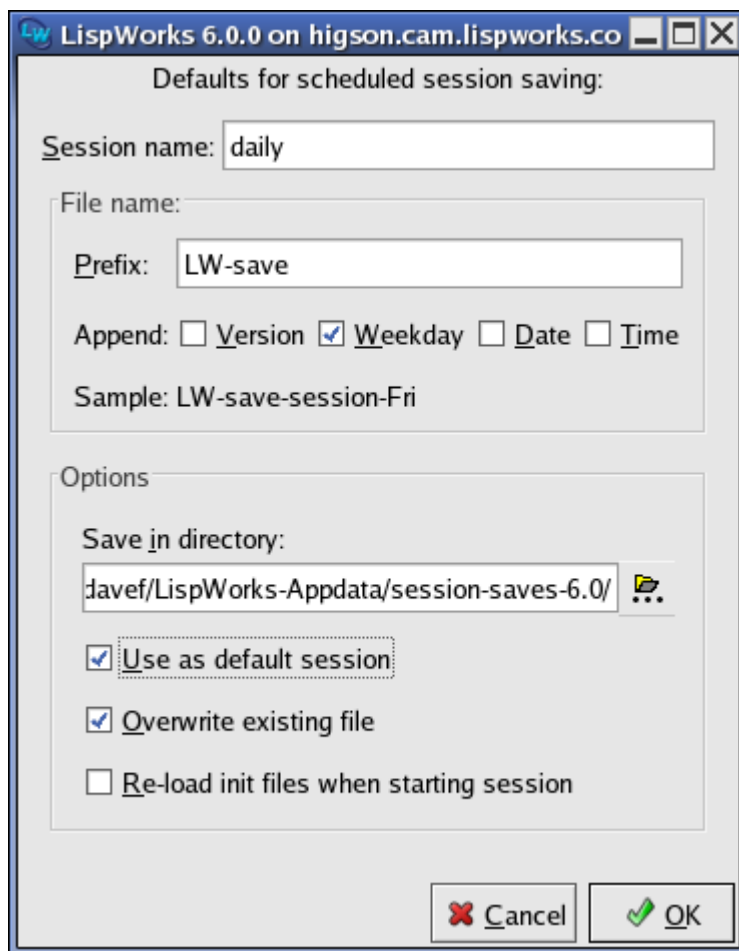 LW LispWorks 6.0.0 on higson.cam.lispworks.co
Defaults for scheduled session saving:
Session name: daily
File name:
Prefix: LW-save
Append: Version Weekday Date Time
Sample: LW-save-session-Fri
Options
Save in directory:
davef/LispWorks-Appdata/session-saves-6.0/
Use as default session
Overwrite existing file
Re-load init files when starting session
Cancel OK